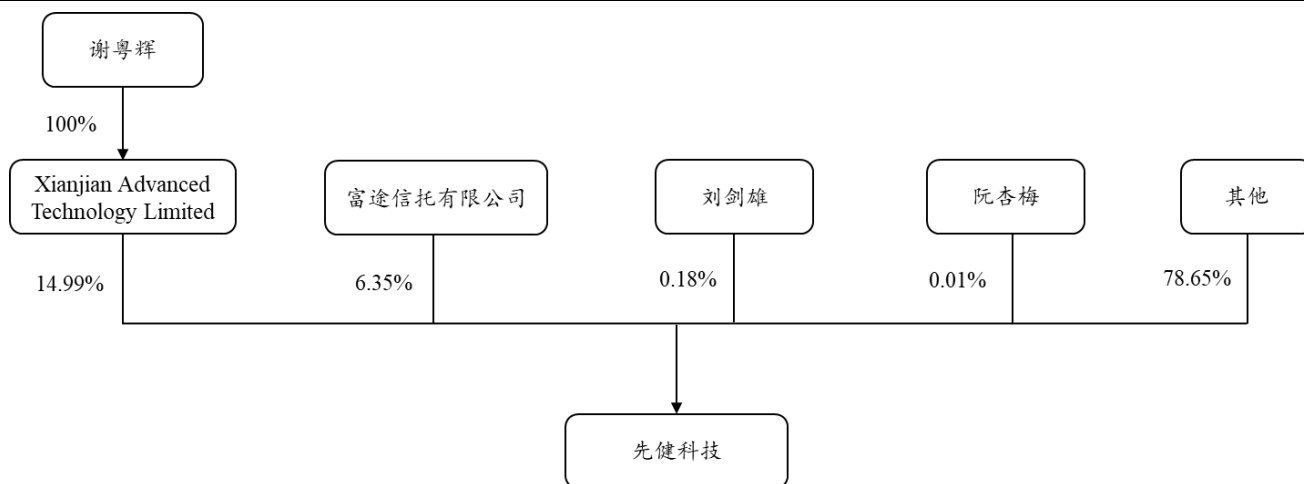 谢粤辉
100%
Xianjian Advanced
Technology Limited
富途信托有限公司
刘剑雄
阮杏梅
其他
14.99%
6.35%
0.18%
0.01%
78.65%
先健科技